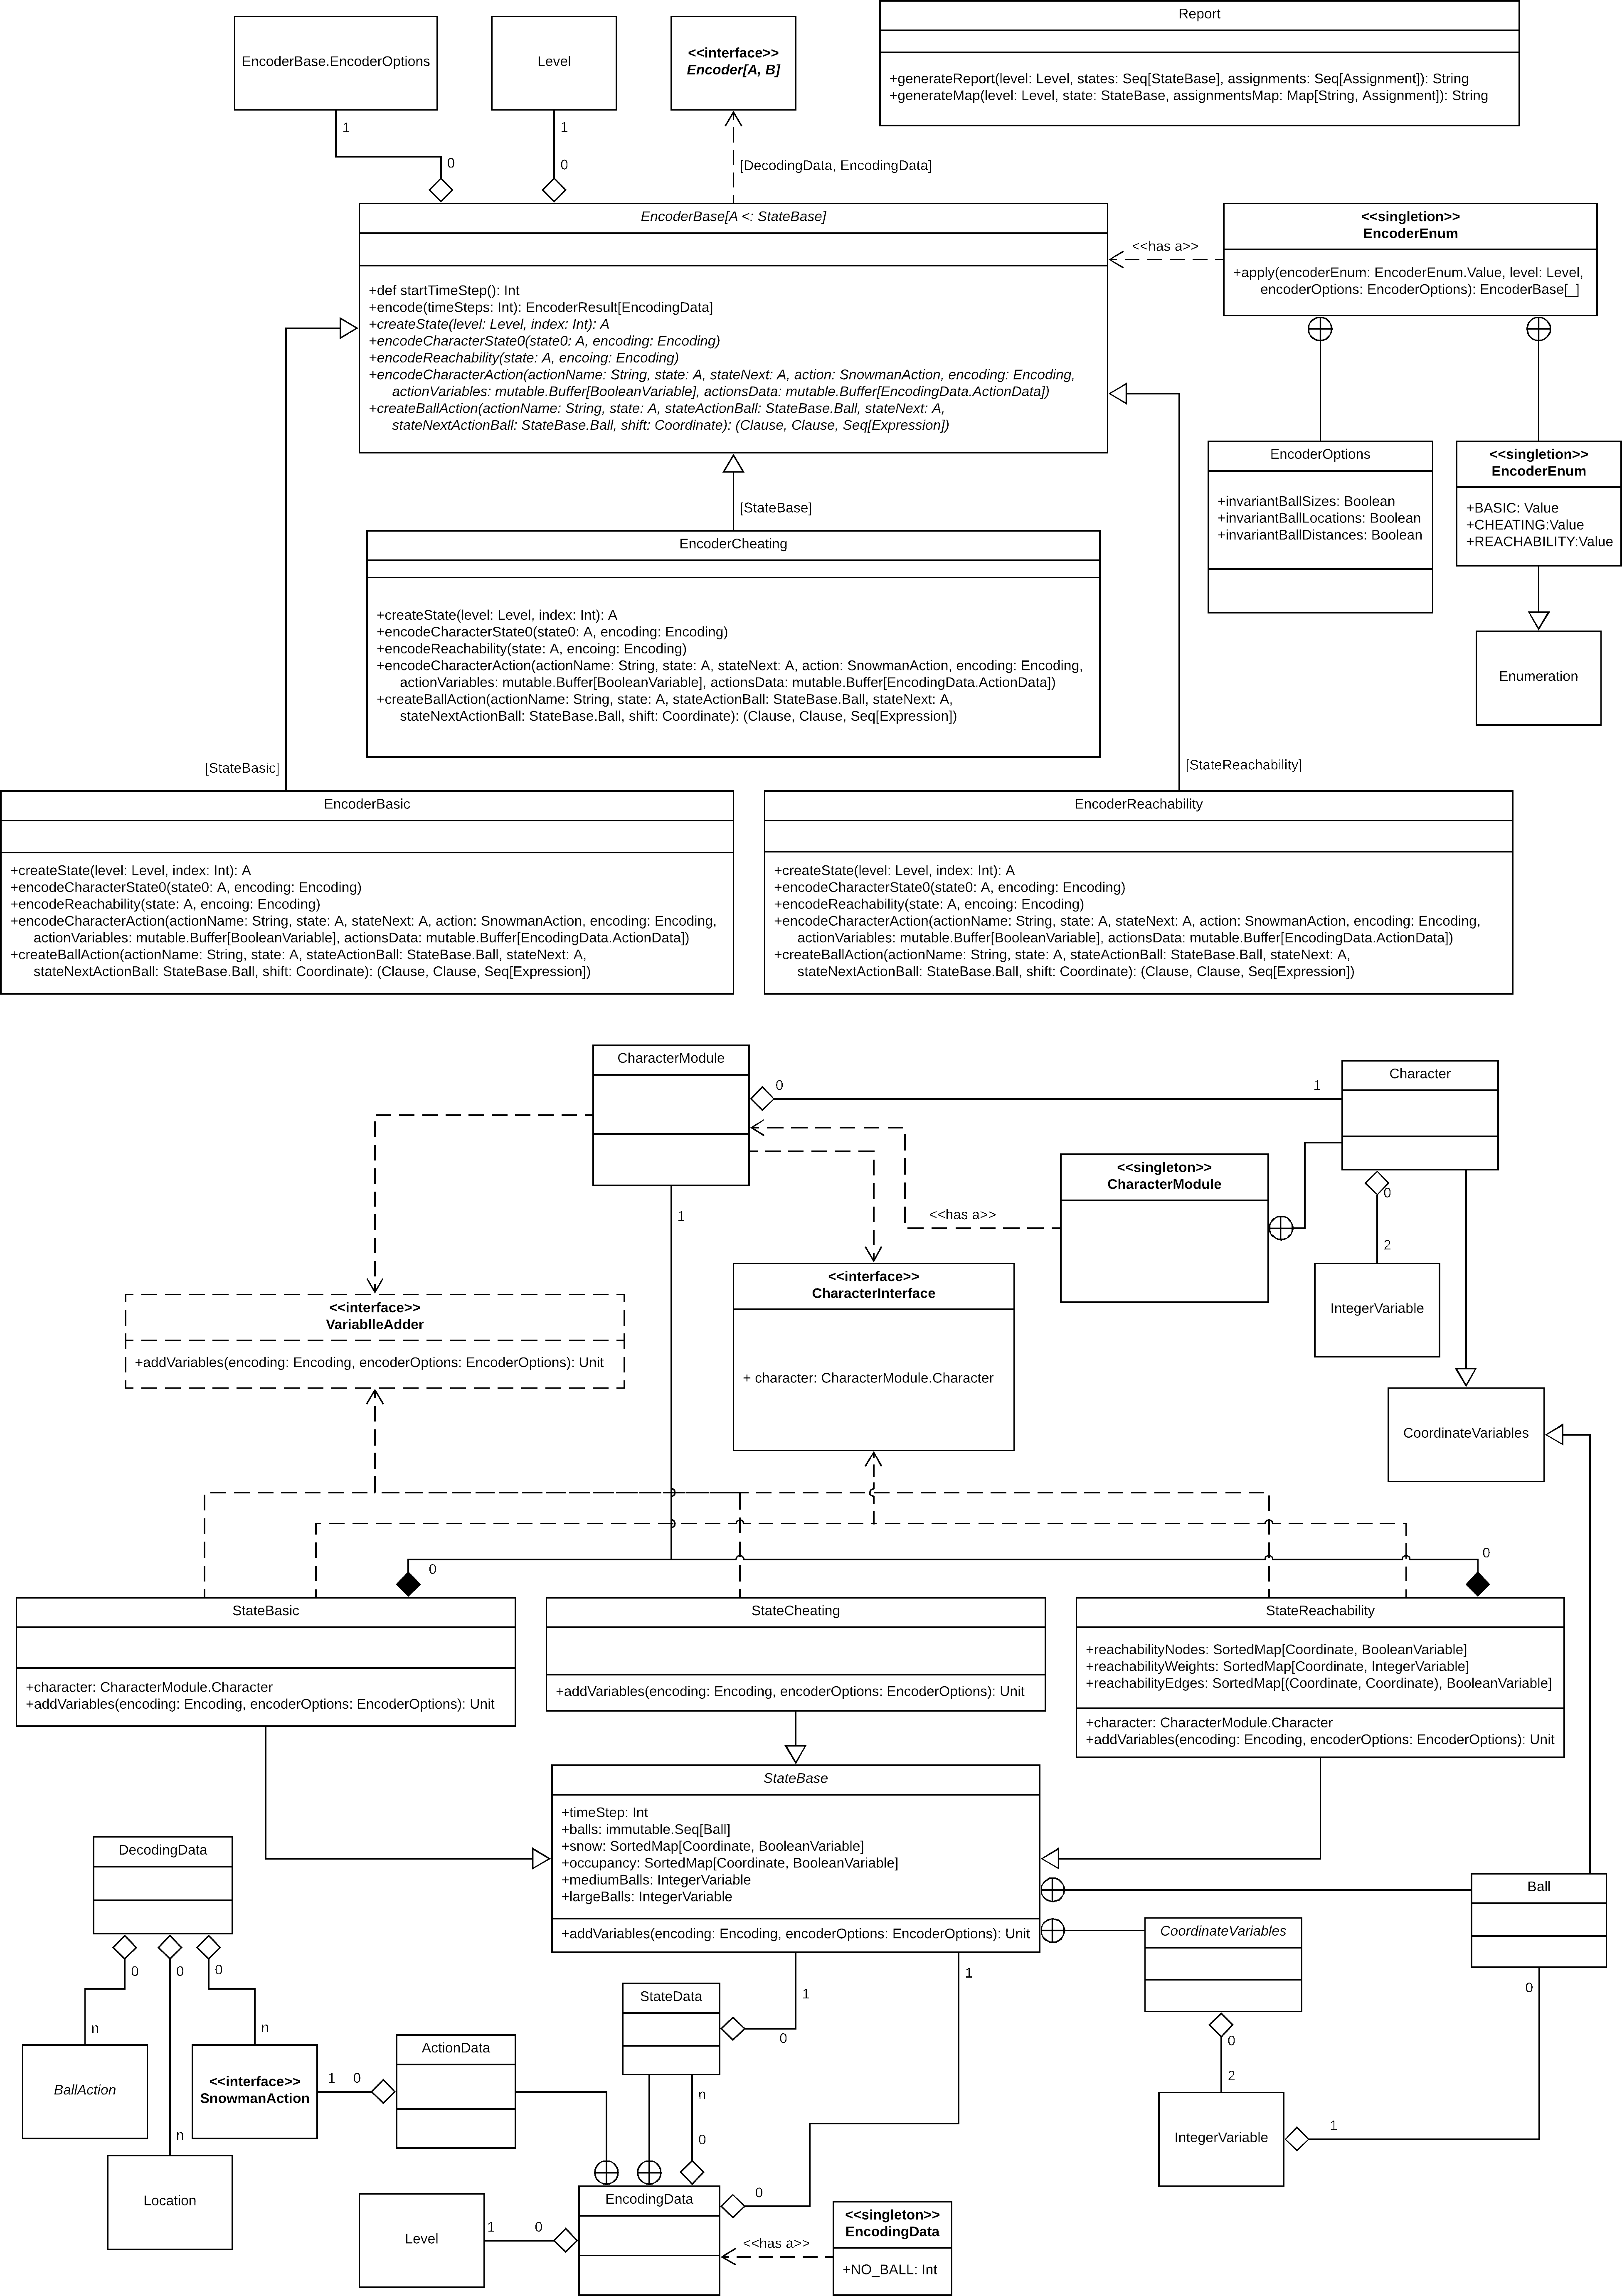 Report
EncoderBase.EncoderOptions
Level
<<interface>>
Encoder[A, B]
+generateReport(level: Level, states: Seq[StateBase], assignments: Seq[Assignment]): String
+generateMap(level: Level, state: StateBase, assignmentsMap: Map[String, Assignment]): String
1
1
0
0
[DecodingData, EncodingData]
EncoderBase[A <: StateBase]
+def startTimeStep(): Int
+encode(timeSteps: Int): EncoderResult[EncodingData]
+createState(level: Level, index: Int): A
+encodeCharacterState0(state0: A, encoding: Encoding)
+encodeReachability(state: A, encoing: Encoding)
+encodeCharacterAction(actionName: String, state: A, stateNext: A, action: SnowmanAction, encoding: Encoding,
actionVariables: mutable.Buffer[BooleanVariable], actionsData: mutable.Buffer[EncodingData.ActionData])
+createBallAction(actionName: String, state: A, stateActionBall: StateBase.Ball, stateNext: A,
stateNextActionBall: StateBase.Ball, shift: Coordinate): (Clause, Clause, Seq[Expression])
<<has a>>
<<singletion>>
EncoderEnum
+apply(encoderEnum: EncoderEnum.Value, level: Level,
encoderOptions: EncoderOptions): EncoderBase[_]
EncoderOptions
+invariantBallSizes: Boolean
+invariantBallLocations: Boolean
+invariantBallDistances: Boolean
<<singletion>>
EncoderEnum
+BASIC: Value
+CHEATING:Value
+REACHABILITY:Value
Enumeration
[StateBase]
EncoderCheating
+createState(level: Level, index: Int): A
+encodeCharacterState0(state0: A, encoding: Encoding)
+encodeReachability(state: A, encoing: Encoding)
+encodeCharacterAction(actionName: String, state: A, stateNext: A, action: SnowmanAction, encoding: Encoding,
actionVariables: mutable.Buffer[BooleanVariable], actionsData: mutable.Buffer[EncodingData.ActionData])
+createBallAction(actionName: String, state: A, stateActionBall: StateBase.Ball, stateNext: A,
stateNextActionBall: StateBase.Ball, shift: Coordinate): (Clause, Clause, Seq[Expression])
[StateBasic]
[StateReachability]
EncoderBasic
+createState(level: Level, index: Int): A
+encodeCharacterState0(state0: A, encoding: Encoding)
+encodeReachability(state: A, encoing: Encoding)
+encodeCharacterAction(actionName: String, state: A, stateNext: A, action: SnowmanAction, encoding: Encoding,
actionVariables: mutable.Buffer[BooleanVariable], actionsData: mutable.Buffer[EncodingData.ActionData])
+createBallAction(actionName: String, state: A, stateActionBall: StateBase.Ball, stateNext: A,
stateNextActionBall: StateBase.Ball, shift: Coordinate): (Clause, Clause, Seq[Expression])
EncoderReachability
+createState(level: Level, index: Int): A
+encodeCharacterState0(state0: A, encoding: Encoding)
+encodeReachability(state: A, encoing: Encoding)
+encodeCharacterAction(actionName: String, state: A, stateNext: A, action: SnowmanAction, encoding: Encoding,
actionVariables: mutable.Buffer[BooleanVariable], actionsData: mutable.Buffer[EncodingData.ActionData])
+createBallAction(actionName: String, state: A, stateActionBall: StateBase.Ball, stateNext: A,
stateNextActionBall: StateBase.Ball, shift: Coordinate): (Clause, Clause, Seq[Expression])
CharacterModule
0
1
Character
<<singleton>>
CharacterModule
<<has a>>
1
0
2
IntegerVariable
<<interface>>
VariablleAdder
+addVariables(encoding: Encoding, encoderOptions: EncoderOptions): Unit
<<interface>>
CharacterInterface
+ character: CharacterModule.Character
CoordinateVariables
0
0
StateBasic
+character: CharacterModule.Character
+addVariables(encoding: Encoding, encoderOptions: EncoderOptions): Unit
StateCheating
+addVariables(encoding: Encoding, encoderOptions: EncoderOptions): Unit
StateReachability
+reachabilityNodes: SortedMap[Coordinate, BooleanVariable]
+reachabilityWeights: SortedMap[Coordinate, IntegerVariable]
+reachabilityEdges: SortedMap[(Coordinate, Coordinate), BooleanVariable]
+character: CharacterModule.Character
+addVariables(encoding: Encoding, encoderOptions: EncoderOptions): Unit
StateBase
+timeStep: Int
+balls: immutable.Seq[Ball]
+snow: SortedMap[Coordinate, BooleanVariable]
+occupancy: SortedMap[Coordinate, BooleanVariable]
+mediumBalls: IntegerVariable
+largeBalls: IntegerVariable
+addVariables(encoding: Encoding, encoderOptions: EncoderOptions): Unit
DecodingData
0
0
0
n
n
n
BallAction
<<interface>>
SnowmanAction
Location
1
0
ActionData
StateData
1
0
1
n
0
CoordinateVariables
0
2
IntegerVariable
1
Ball
0
Level
1
0
EncodingData
0
<<has a>>
<<singleton>>
EncodingData
+NO_BALL: Int